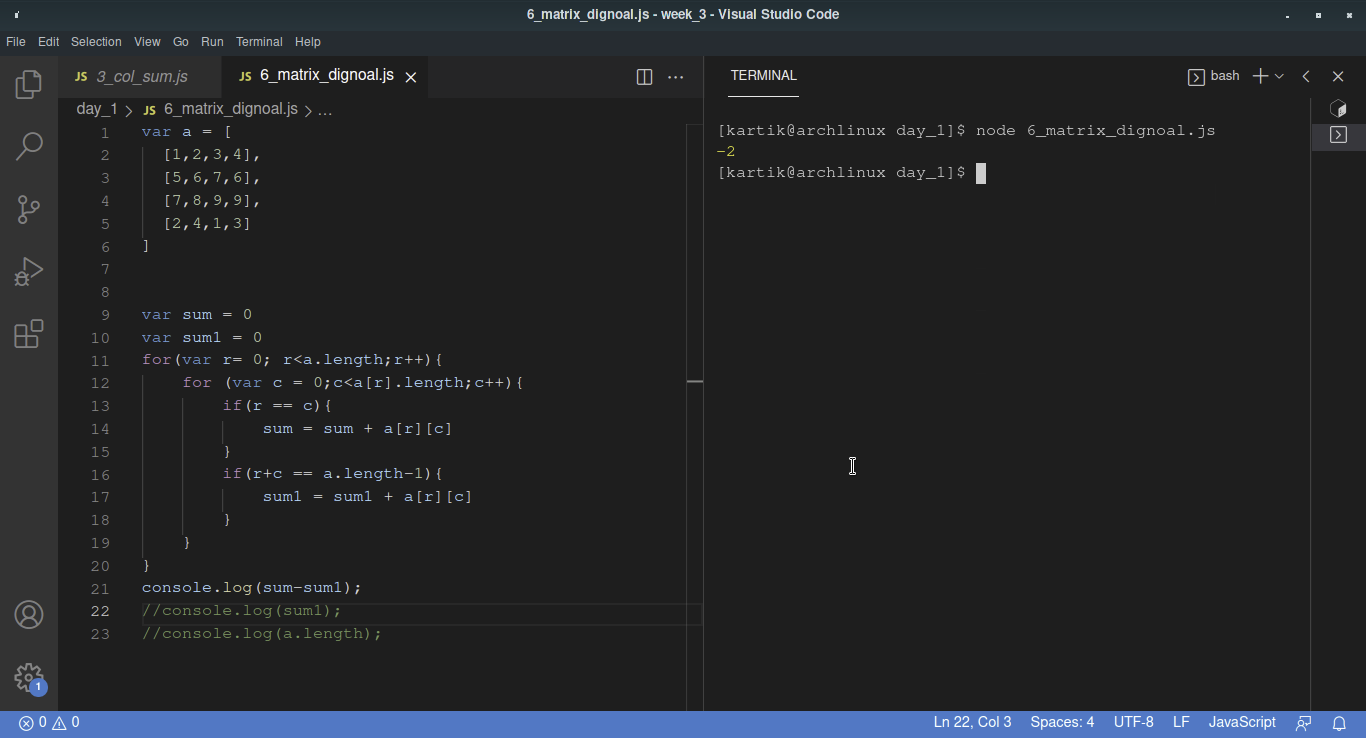 6_matrix_dignoal.js - week_3 - Visual Studio Code
File Edit Selection View Go Run Terminal Help
JS 3_col_sum.js JS 6_matrix_dignoal.js
day_1 > JS 6_matrix_dignoal.js > ...
1 var a = [
2 [1,2,3,4],
3 [5,6,7,6],
4 [7,8,9,9],
5 [2,4,1,3]
6 ]
7
8
9 var sum = 0
10 var sum1 = 0
11 for(var r= 0; r<a.length;r++){
12 for (var c = 0;c<a[r].length;c++){
13 if(r == c){
14 sum = sum + a[r][c]
15 }
16 if(r+c == a.length-1){
17 sum1 = sum1 + a[r][c]
18 }
19 }
20 }
21 console.log(sum-sum1);
22 //console.log(sum1);
23 //console.log(a.length);
TERMINAL bash
[kartik@archlinux day_1]$ node 6_matrix_dignoal.js
-2
[kartik@archlinux day_1]$
1
0 0 Ln 22, Col 3 Spaces: 4 UTF-8 LF JavaScript